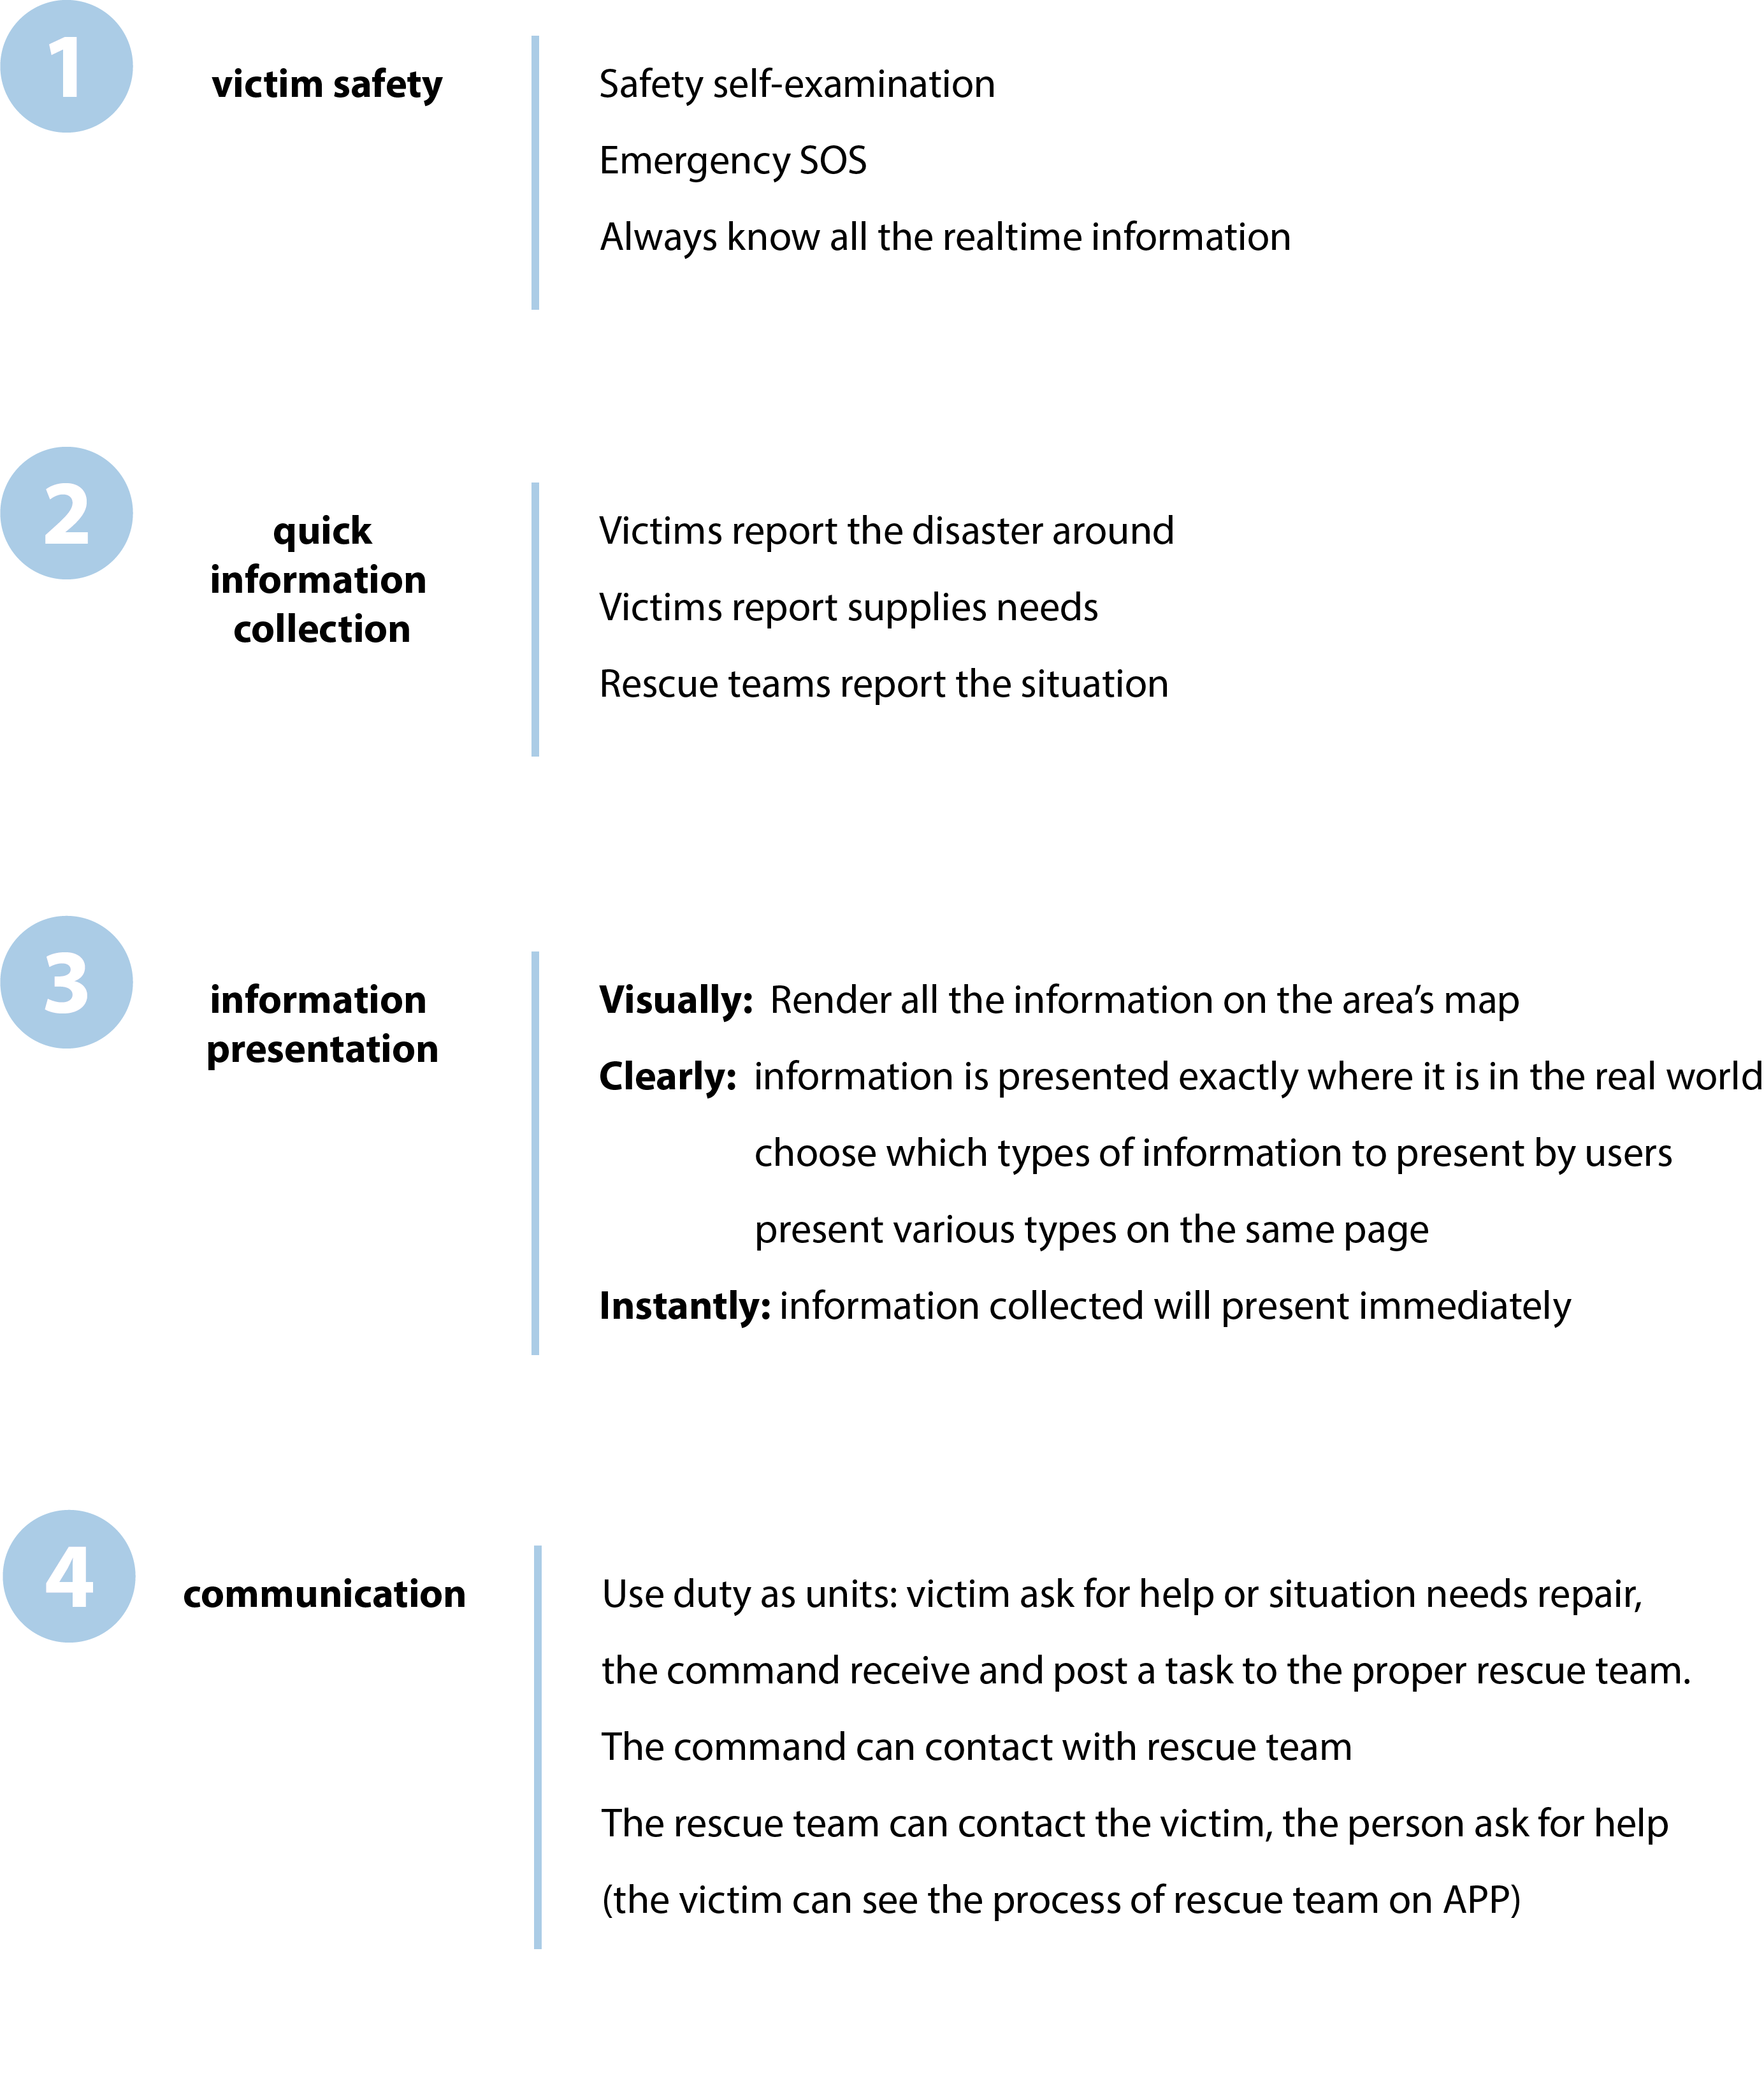 1
victim safety
Safety self-examination
Emergency SOS
Always know all the realtime information
2
quick
information
collection
Victims report the disaster around
Victims report supplies needs
Rescue teams report the situation
3
information
presentation
Visually: Render all the information on the area’s map
Clearly: information is presented exactly where it is in the real world
choose which types of information to present by users
present various types on the same page
Instantly: information collected will present immediately
4
communication
Use duty as units: victim ask for help or situation needs repair,
the command receive and post a task to the proper rescue team.
The command can contact with rescue team
The rescue team can contact the victim, the person ask for help
(the victim can see the process of rescue team on APP)